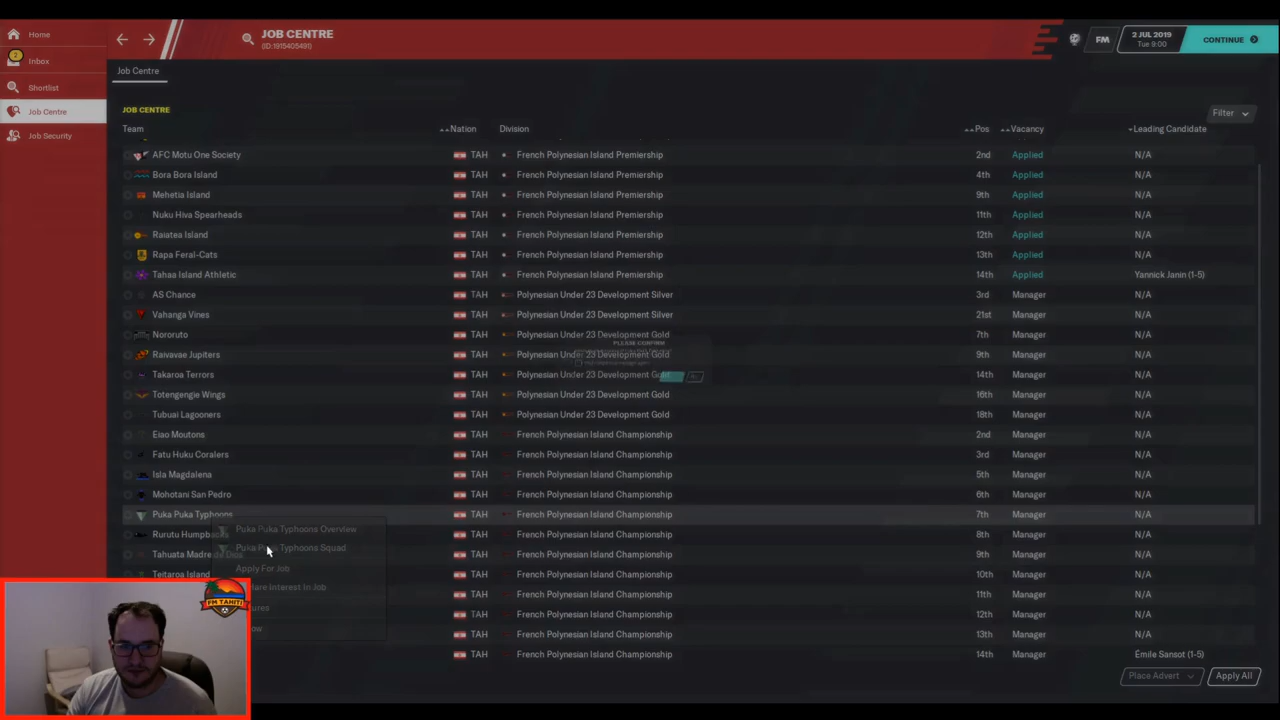 Home
JOB CENTRE
(ID:1915405491)
FM
2 JUL 2019
Tue 9:00
CONTINUE
2
Inbox
Shortlist
Job Centre
Job Security
Job Centre
JOB CENTRE
Filter
Team Nation Division Pos Vacancy Leading Candidate
AFC Motu One Society TAH French Polynesian Island Premiership 2nd Applied N/A
Bora Bora Island TAH French Polynesian Island Premiership 4th Applied N/A
Mehetia Island TAH French Polynesian Island Premiership 9th Applied N/A
Nuku Hiva Spearheads TAH French Polynesian Island Premiership 11th Applied N/A
Raiatea Island TAH French Polynesian Island Premiership 12th Applied N/A
Rapa Feral-Cats TAH French Polynesian Island Premiership 13th Applied N/A
Tahaa Island Athletic TAH French Polynesian Island Premiership 14th Applied Yannick Janin (1-5)
AS Chance TAH Polynesian Under 23 Development Silver 3rd Manager N/A
Vahanga Vines TAH Polynesian Under 23 Development Silver 21st Manager N/A
Nororuto TAH Polynesian Under 23 Development Gold 7th Manager N/A
PLEASE CONFIRM
Raivavae Jupiters TAH Polynesian Under 23 Development Gold 9th Manager N/A
Takaroa Terrors TAH Polynesian Under 23 Development Gold 14th Manager N/A
Totengengie Wings TAH Polynesian Under 23 Development Gold 16th Manager N/A
Tubuai Lagooners TAH Polynesian Under 23 Development Gold 18th Manager N/A
Eiao Moutons TAH French Polynesian Island Championship 2nd Manager N/A
Fatu Huku Coralers TAH French Polynesian Island Championship 3rd Manager N/A
Isla Magdalena TAH French Polynesian Island Championship 5th Manager N/A
Mohotani San Pedro TAH French Polynesian Island Championship 6th Manager N/A
Puka Puka Typhoons TAH French Polynesian Island Championship 7th Manager N/A
Puka Puka Typhoons Overview
Rurutu TAH French Polynesian Island Championship 8th Manager N/A
Puka Puka Typhoons Squad
Tahuata TAH French Polynesian Island Championship 9th Manager N/A
Apply For Job
Teitaroa Island TAH French Polynesian Island Championship 10th Manager N/A
Interest In Job
TAH French Polynesian Island Championship 11th Manager N/A
TAH French Polynesian Island Championship 12th Manager N/A
TAH French Polynesian Island Championship 13th Manager N/A
TAH French Polynesian Island Championship 14th Manager Émile Sansot (1-5)
FM TAHITI
Place Advert
Apply All